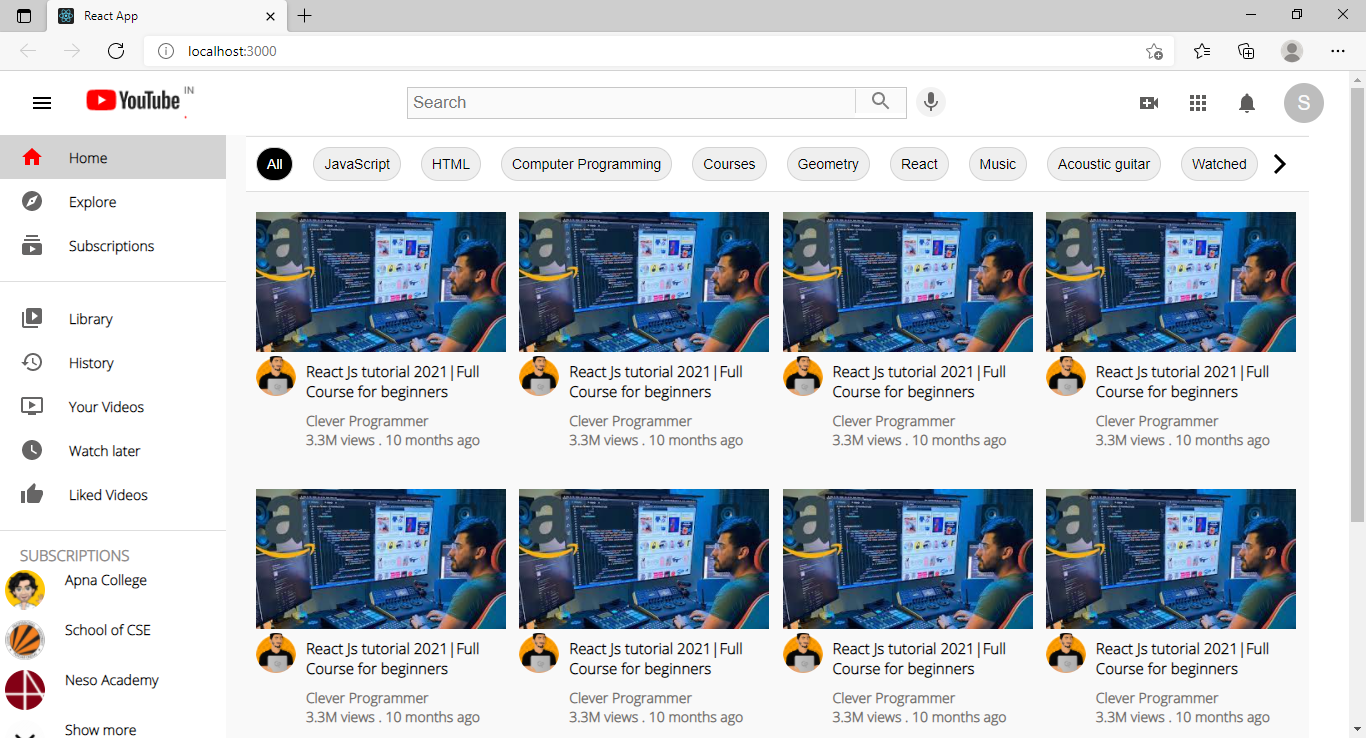 React App
localhost:3000
YouTube IN
Search
S
Home
Explore
Subscriptions
Library
History
Your Videos
Watch later
Liked Videos
SUBSCRIPTIONS
Apna College
School of CSE
Neso Academy
Show more
All JavaScript HTML Computer Programming Courses Geometry React Music Acoustic guitar Watched
React Js tutorial 2021|Full
Course for beginners
Clever Programmer
3.3M views . 10 months ago
React Js tutorial 2021|Full
Course for beginners
Clever Programmer
3.3M views . 10 months ago
React Js tutorial 2021|Full
Course for beginners
Clever Programmer
3.3M views . 10 months ago
React Js tutorial 2021|Full
Course for beginners
Clever Programmer
3.3M views . 10 months ago
React Js tutorial 2021|Full
Course for beginners
Clever Programmer
3.3M views . 10 months ago
React Js tutorial 2021|Full
Course for beginners
Clever Programmer
3.3M views . 10 months ago
React Js tutorial 2021|Full
Course for beginners
Clever Programmer
3.3M views . 10 months ago
React Js tutorial 2021|Full
Course for beginners
Clever Programmer
3.3M views . 10 months ago